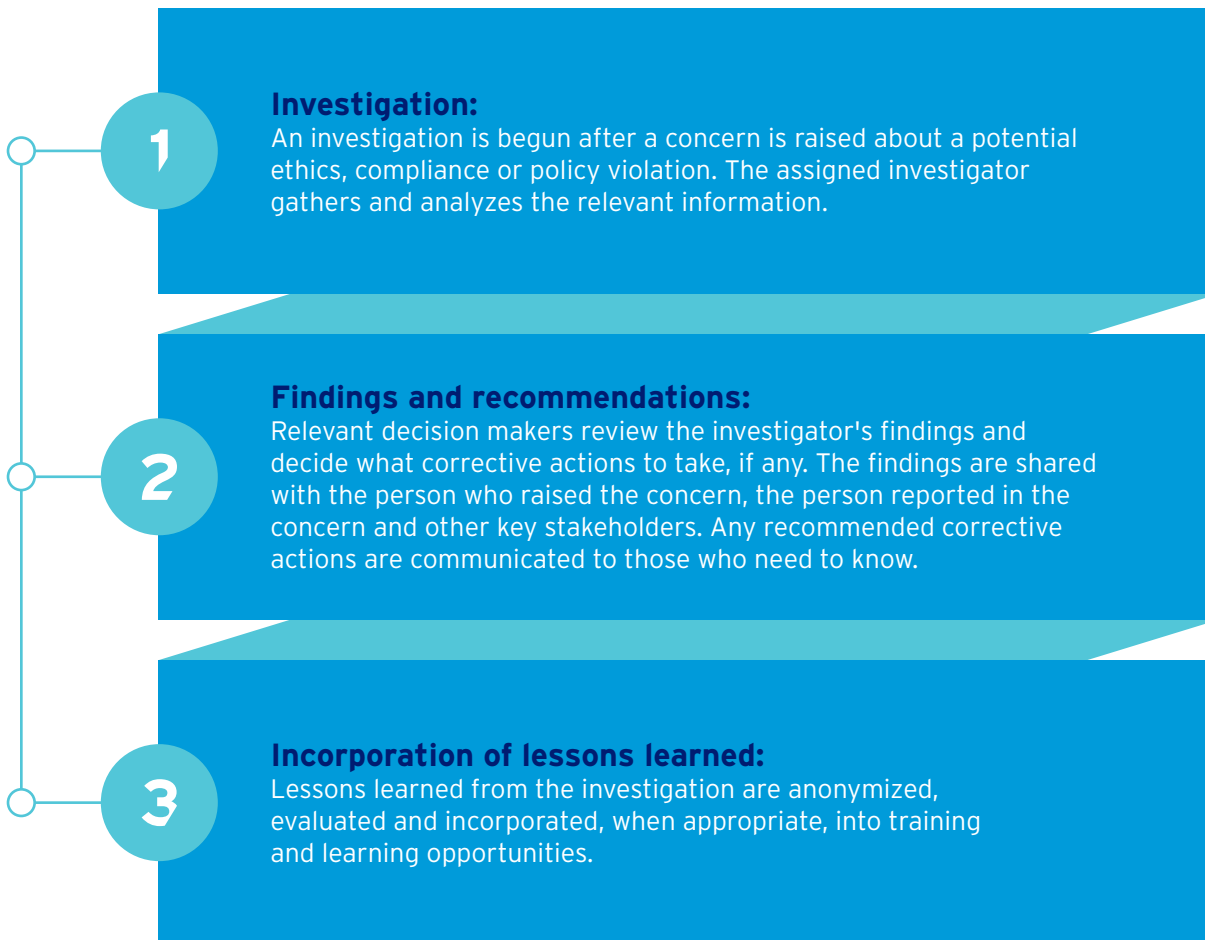 1
Investigation:
An investigation is begun after a concern is raised about a potential
ethics, compliance or policy violation. The assigned investigator
gathers and analyzes the relevant information.
2
Findings and recommendations:
Relevant decision makers review the investigator's findings and
decide what corrective actions to take, if any. The findings are shared
with the person who raised the concern, the person reported in the
concern and other key stakeholders. Any recommended corrective
actions are communicated to those who need to know.
3
Incorporation of lessons learned:
Lessons learned from the investigation are anonymized,
evaluated and incorporated, when appropriate, into training
and learning opportunities.